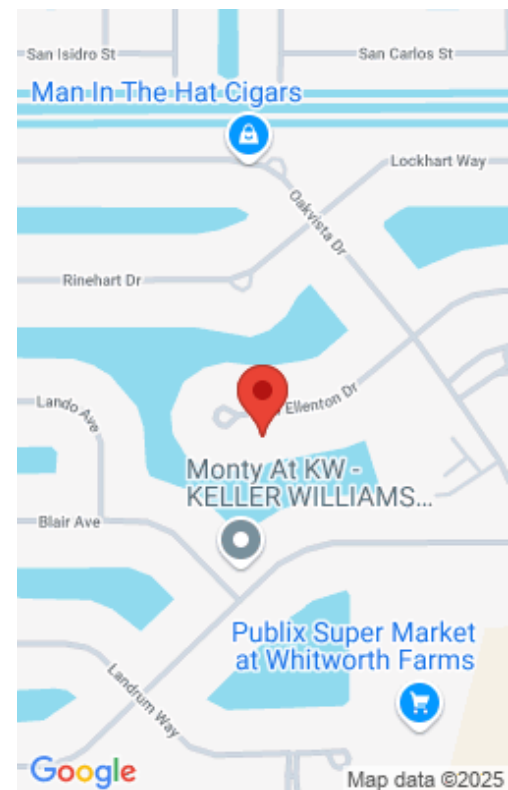 San Isidro St
San Carlos St
Man In The Hat Cigars
Lockhart Way
Oakvista Dr
Rinehart Dr
Ellenton Dr
Lando Ave
Monty At KW -
KELLER WILLIAMS...
Blair Ave
Publix Super Market
at Whitworth Farms
Landrum Way
Google
Map data ©2025